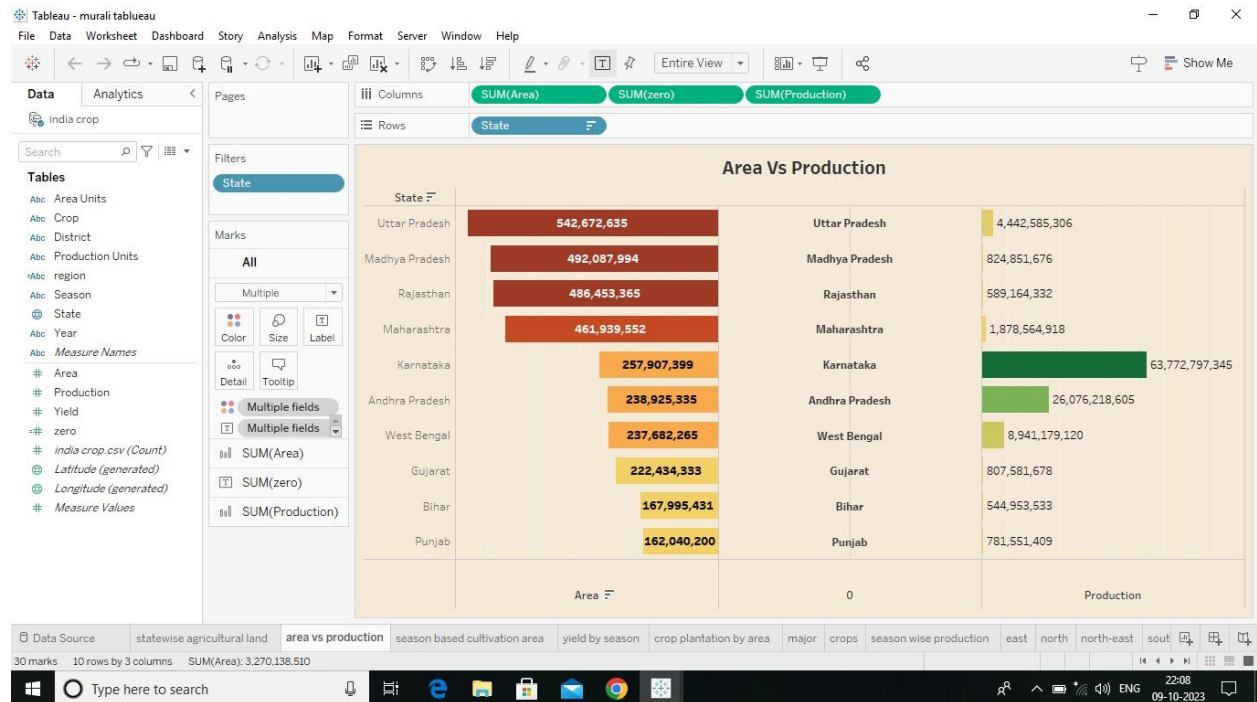 Tableau - murali tablueau
File Data Worksheet Dashboard Story Analysis Map Format Server Window Help
Entire View
Show Me
Data Analytics
india crop
Search
Tables
Abc Area Units
Abc Crop
Abc District
Abc Production Units
=Abc region
Abc Season
State
Abc Year
Abc Measure Names
# Area
# Production
# Yield
=# zero
# india crop.csv (Count)
Latitude (generated)
Longitude (generated)
# Measure Values
Pages
Filters
State
Marks
All
Multiple
Color Size Label
Detail Tooltip
Multiple fields
Multiple fields
SUM(Area)
SUM(zero)
SUM(Production)
iii Columns SUM(Area) SUM(zero) SUM(Production)
Rows State
Area Vs Production
State
Uttar Pradesh 542,672,635 Uttar Pradesh 4,442,585,306
Madhya Pradesh 492,087,994 Madhya Pradesh 824,851,676
Rajasthan 486,453,365 Rajasthan 589,164,332
Maharashtra 461,939,552 Maharashtra 1,878,564,918
Karnataka 257,907,399 Karnataka 63,772,797,345
Andhra Pradesh 238,925,335 Andhra Pradesh 26,076,218,605
West Bengal 237,682,265 West Bengal 8,941,179,120
Gujarat 222,434,333 Gujarat 807,581,678
Bihar 167,995,431 Bihar 544,953,533
Punjab 162,040,200 Punjab 781,551,409
Area 0 Production
Data Source statewise agricultural land area vs production season based cultivation area yield by season crop plantation by area major crops season wise production east north north-east sout
30 marks 10 rows by 3 columns SUM(Area): 3,270,138,510
Type here to search
ENG
22:08
09-10-2023